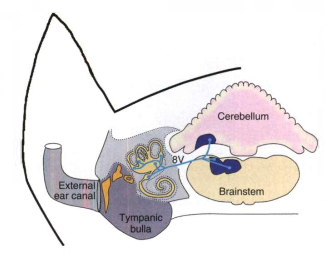 Cerebellum
8V
External
ear canal
Brainstem
Tympanic
bulla